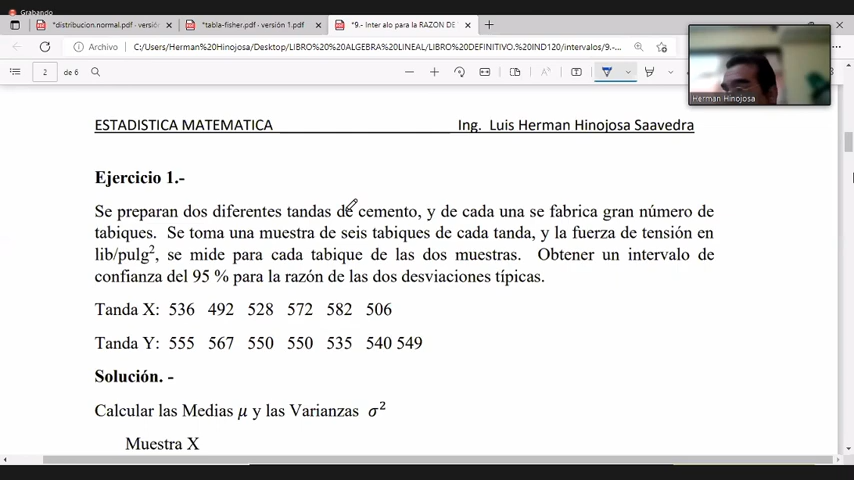 Grabando
*distribucion.normal.pdf - versió
*tabla-fisher.pdf - versión 1.pdf
*9.- Inter alo para la RAZON DE
Archivo
C:/Users/Herman%20Hinojosa/Desktop/LIBRO%20%20ALGEBRA%20LINEAL/LIBRO%20DEFINITIVO.%20IND120/intervalos/9.-...
2
de 6
Herman Hinojosa
ESTADISTICA MATEMATICA Ing. Luis Herman Hinojosa Saavedra
Ejercicio 1.-
Se preparan dos diferentes tandas de cemento, y de cada una se fabrica gran número de
tabiques. Se toma una muestra de seis tabiques de cada tanda, y la fuerza de tensión en
lib/pulg², se mide para cada tabique de las dos muestras. Obtener un intervalo de
confianza del 95 % para la razón de las dos desviaciones típicas.
Tanda X: 536 492 528 572 582 506
Tanda Y: 555 567 550 550 535 540 549
Solución. -
Calcular las Medias μ y las Varianzas σ²
Muestra X